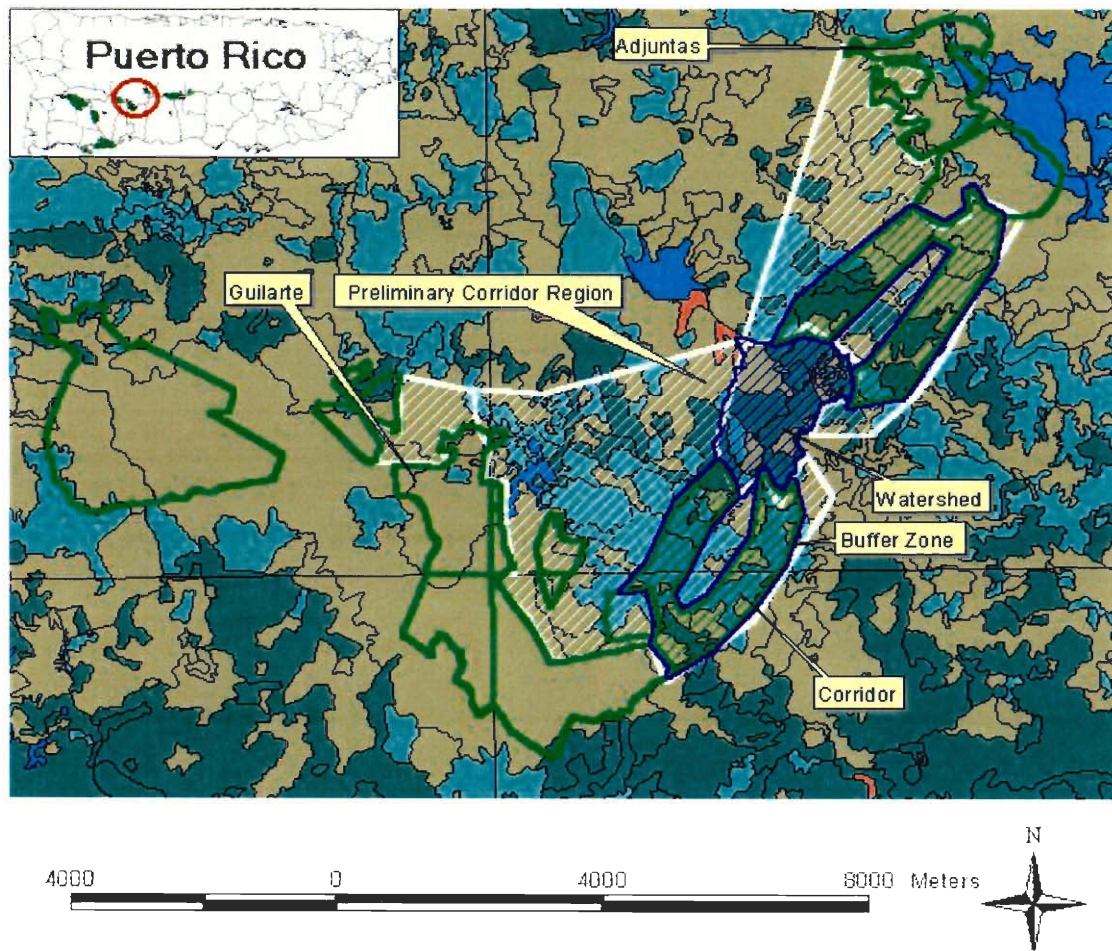 Puerto Rico
Adjuntas
Guilarte
Preliminary Corridor Region
Watershed
Buffer Zone
Corridor
4000 0 4000 8000 Meters
N